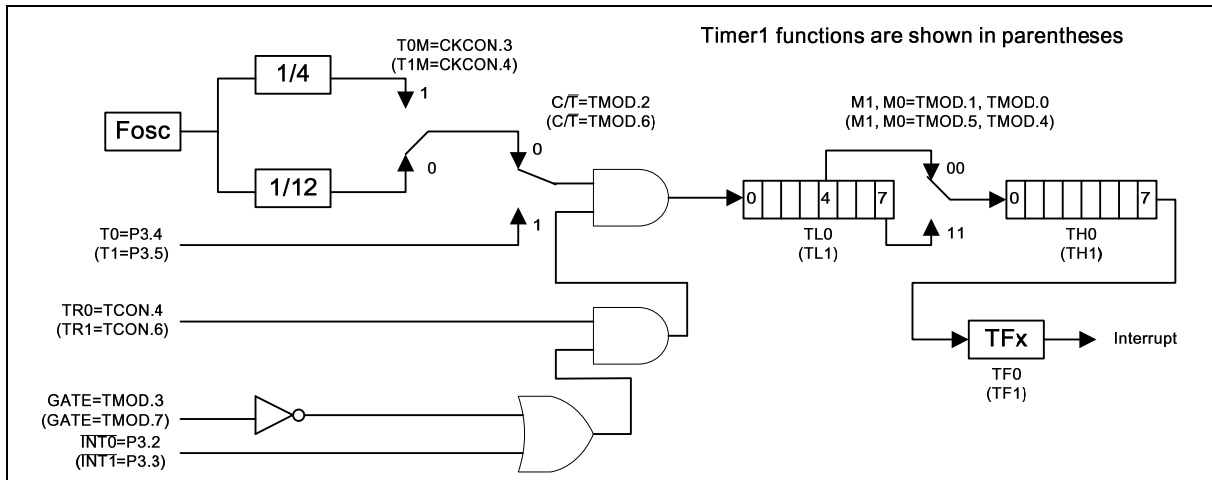 Timer1 functions are shown in parentheses
T0M=CKCON.3
(T1M=CKCON.4)
1/4
1
C/T̅=TMOD.2
(C/T̅=TMOD.6)
M1, M0=TMOD.1, TMOD.0
(M1, M0=TMOD.5, TMOD.4)
Fosc
0
0
00
1/12
0 4 7
0 7
T0=P3.4
(T1=P3.5)
1
TL0
(TL1)
11
TH0
(TH1)
TR0=TCON.4
(TR1=TCON.6)
TFx
Interrupt
TF0
(TF1)
GATE=TMOD.3
(GATE=TMOD.7)
I̅N̅T̅0̅=P3.2
(I̅N̅T̅1̅=P3.3)